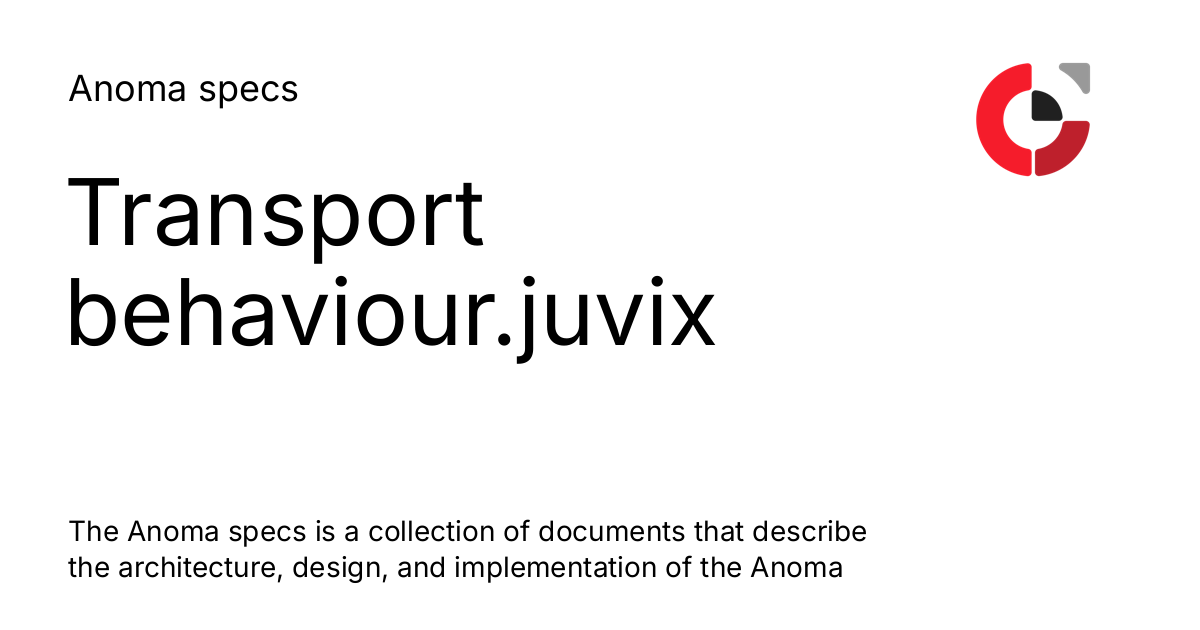 Anoma specs
Transport
behaviour.juvix
The Anoma specs is a collection of documents that describe
the architecture, design, and implementation of the Anoma